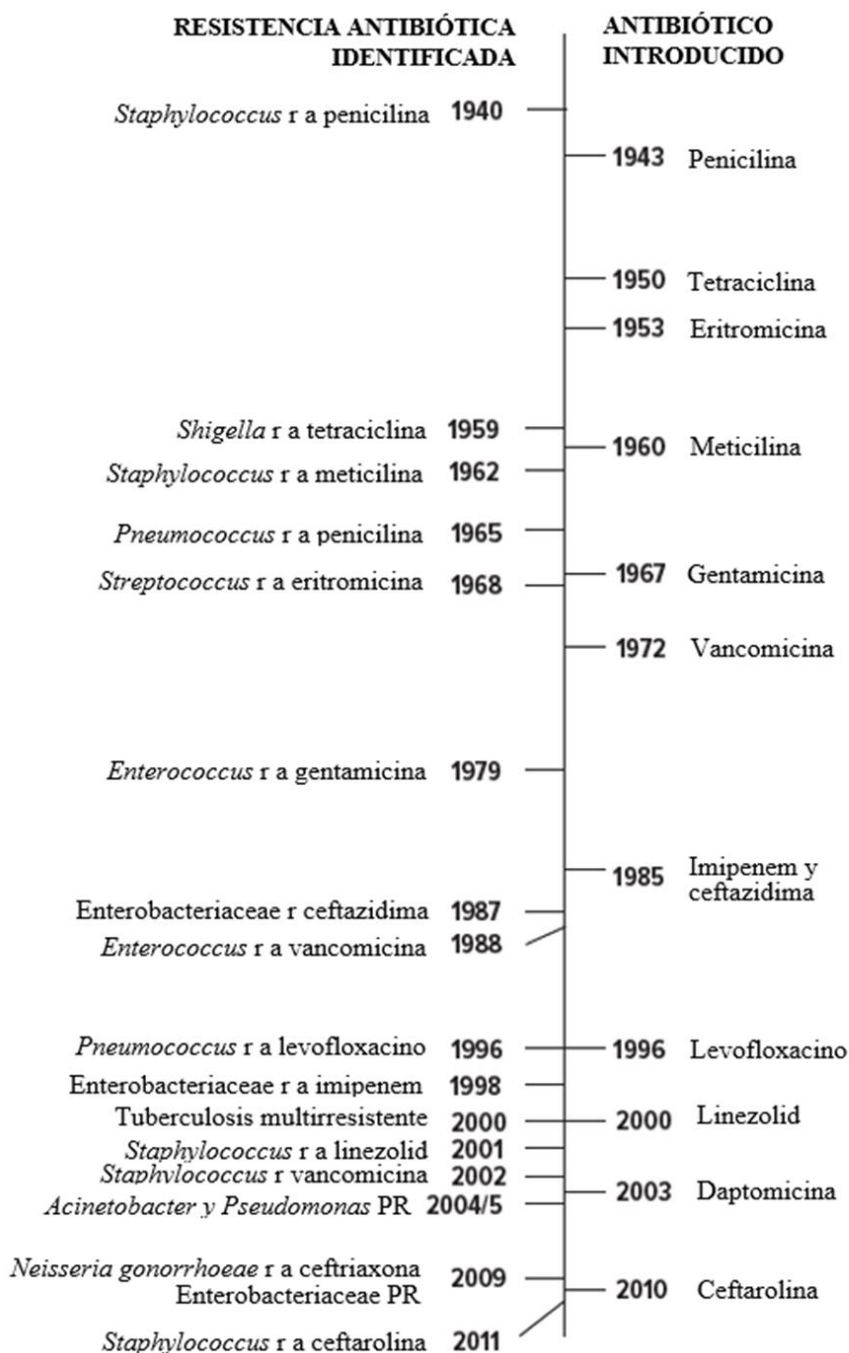 RESISTENCIA ANTIBIÓTICA
IDENTIFICADA
ANTIBIÓTICO
INTRODUCIDO
Staphylococcus r a penicilina 1940
1943 Penicilina
1950 Tetraciclina
1953 Eritromicina
Shigella r a tetraciclina 1959
1960 Meticilina
Staphylococcus r a meticilina 1962
Pneumococcus r a penicilina 1965
1967 Gentamicina
Streptococcus r a eritromicina 1968
1972 Vancomicina
Enterococcus r a gentamicina 1979
1985 Imipenem y
ceftazidima
Enterobacteriaceae r ceftazidima 1987
Enterococcus r a vancomicina 1988
Pneumococcus r a levofloxacino 1996
1996 Levofloxacino
Enterobacteriaceae r a imipenem 1998
Tuberculosis multirresistente 2000
2000 Linezolid
Staphylococcus r a linezolid 2001
Staphylococcus r vancomicina 2002
2003 Daptomicina
Acinetobacter y Pseudomonas PR 2004/5
Neisseria gonorrhoeae r a ceftriaxona 2009
Enterobacteriaceae PR
2010 Ceftarolina
Staphylococcus r a ceftarolina 2011